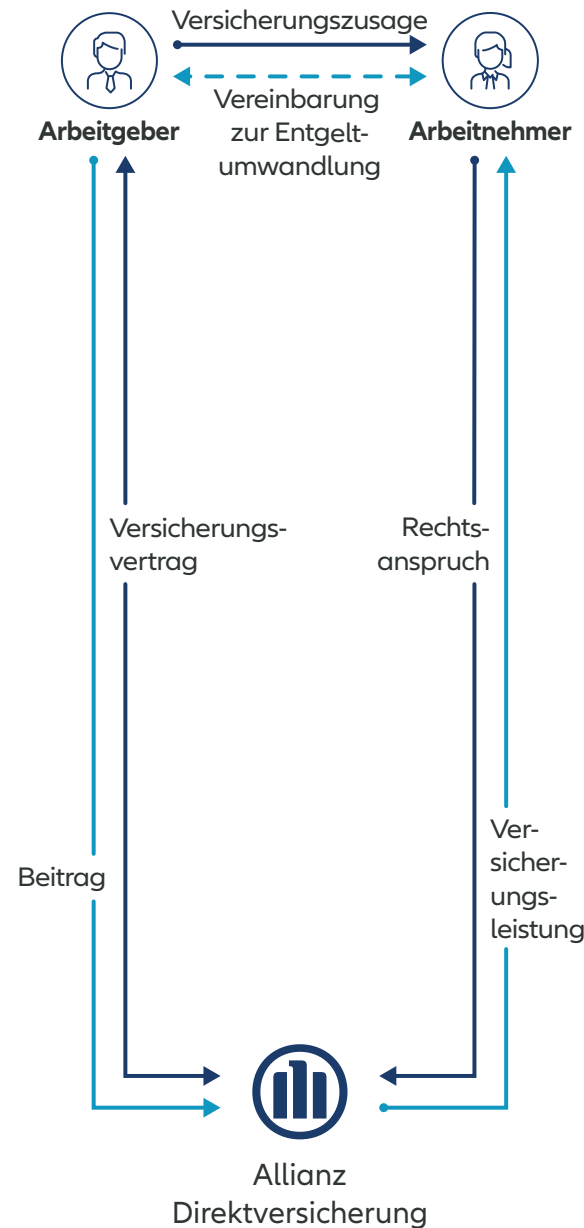 Versicherungszusage
Vereinbarung
zur Entgelt-
umwandlung
Arbeitgeber
Arbeitnehmer
Versicherungs-
vertrag
Rechts-
anspruch
Beitrag
Ver-
sicher-
ungs-
leistung
Allianz
Direktversicherung